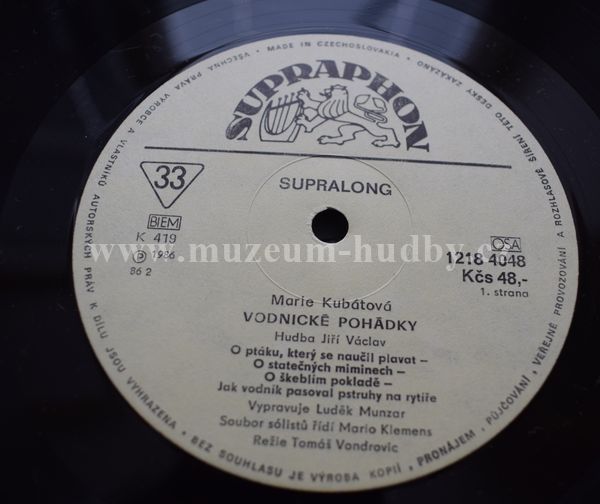 MADE IN CZECHOSLOVAKIA • VŠECHNA PRÁVA VÝROBCE A VLASTNÍKŮ AUTORSKÝCH PRÁV K DÍLU JSOU VYHRAZENA • BEZ SOUHLASU JE VÝROBA KOPIÍ, PRONÁJEM, PŮJČOVÁNÍ, VEŘEJNÉ PROVOZOVÁNÍ A ROZHLASOVÉ ŠÍŘENÍ TÉTO DESKY ZAKÁZÁNO
SUPRAPHON
33
SUPRALONG
BIEM
OSA
K 419
Ⓟ 1986
86 2
www.muzeum-hudby.cz
1218 4048
Kčs 48,-
1. strana
Marie Kubátová
VODNICKÉ POHÁDKY
Hudba Jiří Václav
O ptáku, který se naučil plavat –
O statečných miminech –
O škeblím pokladě –
Jak vodník pasoval pstruhy na rytíře
Vypravuje Luděk Munzar
Soubor sólistů řídí Mario Klemens
Režie Tomáš Vondrovic